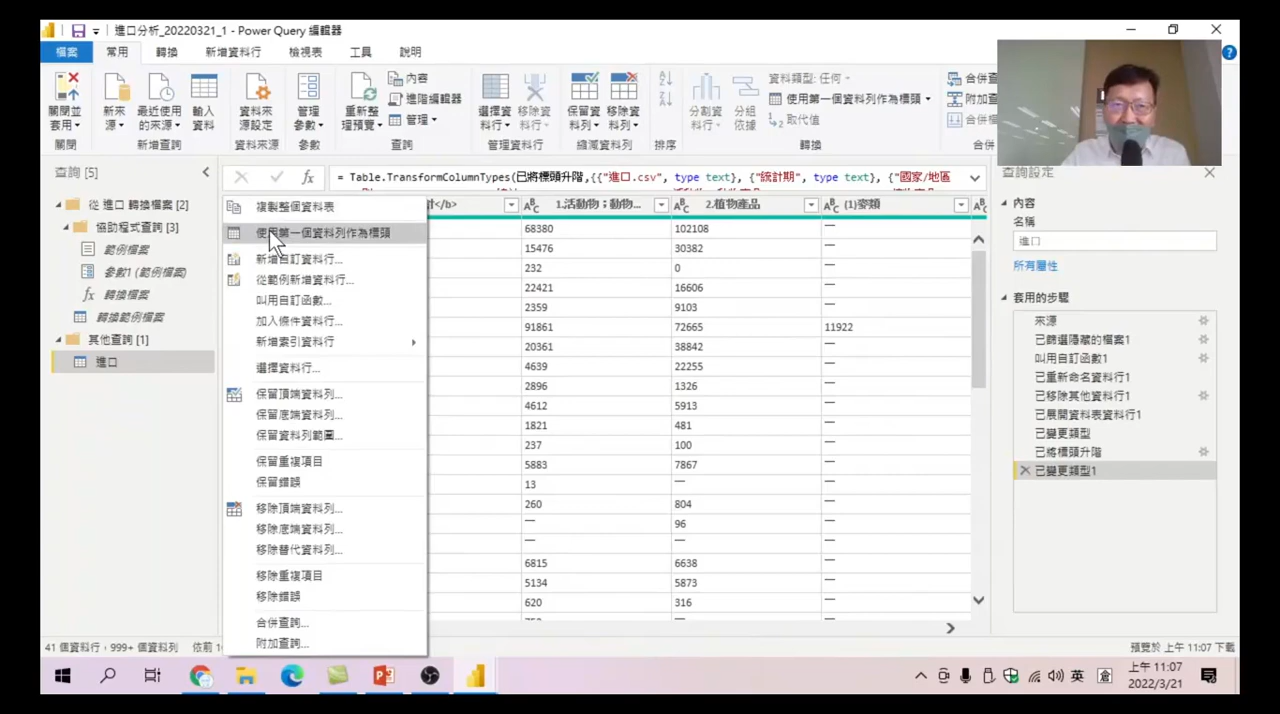 進口分析_20220321_1 - Power Query 編輯器
檔案 常用 轉換 新增資料行 檢視表 工具 說明
關閉並套用 新來源 最近使用的來源 輸入資料 資料來源設定 管理參數 重新整理預覽 內容 進階編輯器 管理 選擇資料行 移除資料行 保留資料列 移除資料列 分割資料行 分組依據 資料類型: 任何 使用第一個資料列作為標頭 取代值 合併查 附加查 合併檔
關閉 新增查詢 資料來源 參數 查詢 管理資料行 縮減資料列 排序 轉換 合併
查詢 [5]
從 進口 轉換檔案 [2]
協助程式查詢 [3]
範例檔案
參數1 (範例檔案)
fx 轉換檔案
轉換範例檔案
其他查詢 [1]
進口
fx = Table.TransformColumnTypes(已將標頭升階,{{"進口.csv", type text}, {"統計期", type text}, {"國家/地區
複製整個資料表
使用第一個資料列作為標頭
新增自訂資料行...
從範例新增資料行...
叫用自訂函數...
加入條件資料行...
新增索引資料行
選擇資料行...
保留頂端資料列...
保留底端資料列...
保留資料列範圍...
保留重複項目
保留錯誤
移除頂端資料列...
移除底端資料列...
移除替代資料列...
移除重複項目
移除錯誤
合併查詢...
附加查詢...
計</b> ABC 1.活動物；動物... ABC 2.植物產品 ABC (1)麥類 ABC
68380 102108 —
15476 30382 —
232 0 —
22421 16606 —
2359 9103 —
91861 72665 11922
20361 38842 —
4639 22255 —
2896 1326 —
4612 5913 —
1821 481 —
237 100 —
5883 7867 —
13 — —
260 804 —
— 96 —
— — —
6815 6638 —
5134 5873 —
620 316 —
查詢設定
內容
名稱
進口
所有屬性
套用的步驟
來源
已篩選隱藏的檔案1
叫用自訂函數1
已重新命名資料行1
已移除其他資料行1
已展開資料表資料行1
已變更類型
已將標頭升階
已變更類型1
41 個資料行，999+ 個資料列 依前 1
預覽於上午 11:07 下載
英 倉 上午 11:07
2022/3/21